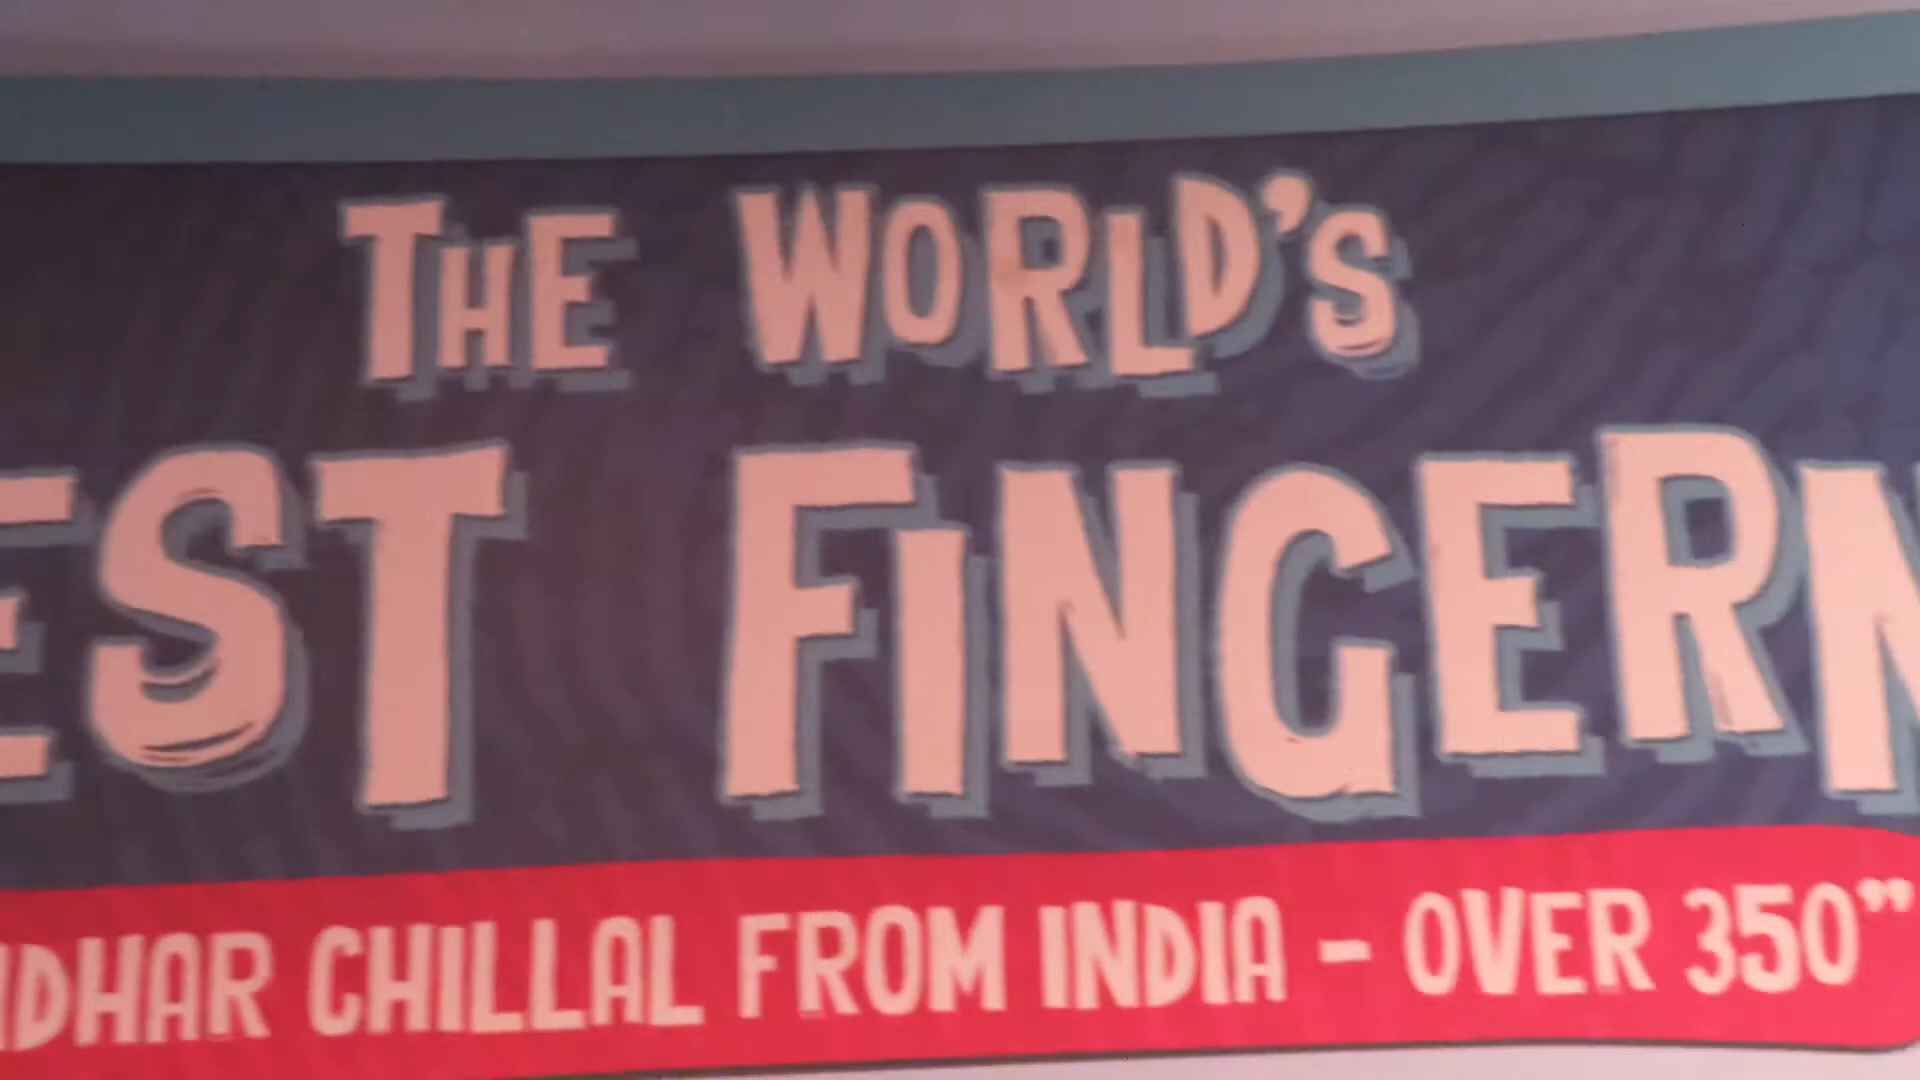 THE WORLD'S
EST FINGERN
IDHAR CHILLAL FROM INDIA - OVER 350”